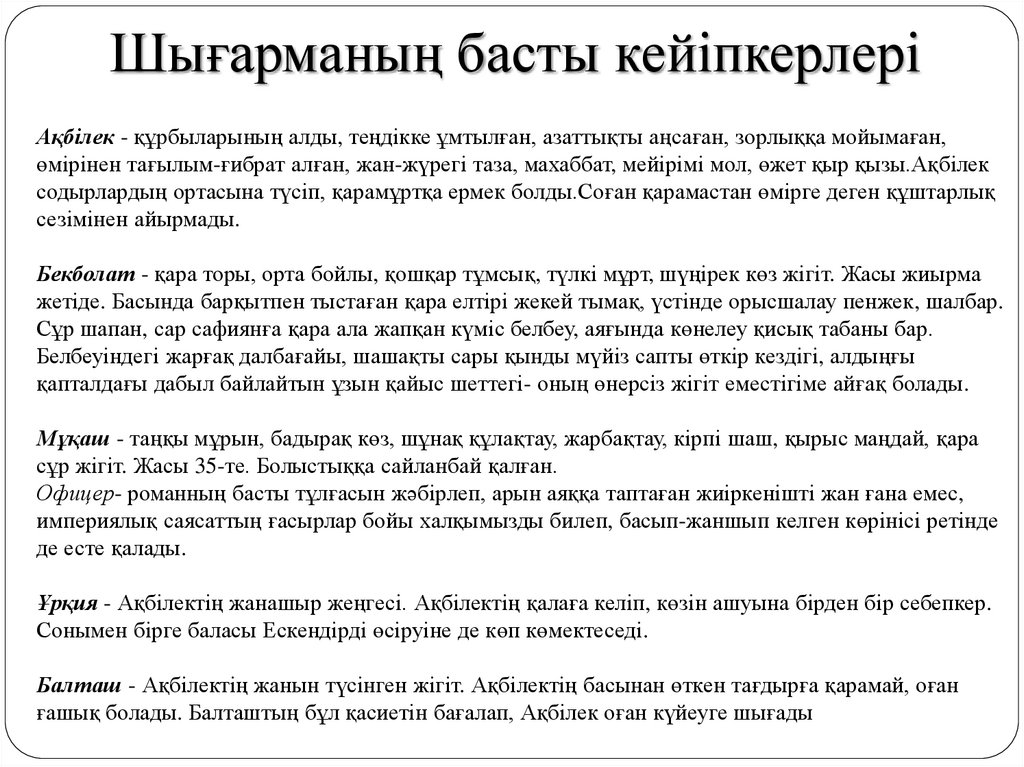 Шығарманың басты кейіпкерлері
Ақбілек - құрбыларының алды, теңдікке ұмтылған, азаттықты аңсаған, зорлыққа мойымаған,
өмірінен тағылым-ғибрат алған, жан-жүрегі таза, махаббат, мейірімі мол, өжет қыр қызы.Ақбілек
содырлардың ортасына түсіп, қарамұртқа ермек болды.Соған қарамастан өмірге деген құштарлық
сезімінен айырмады.
Бекболат - қара торы, орта бойлы, қошқар тұмсық, түлкі мұрт, шүңірек көз жігіт. Жасы жиырма
жетіде. Басында барқытпен тыстаған қара елтірі жекей тымақ, үстінде орысшалау пенжек, шалбар.
Сұр шапан, сар сафиянға қара ала жапқан күміс белбеу, аяғында көнелеу қисық табаны бар.
Белбеуіндегі жарғақ далбағайы, шашақты сары қынды мүйіз сапты өткір кездігі, алдыңғы
қапталдағы дабыл байлайтын ұзын қайыс шеттегі- оның өнерсіз жігіт еместігіме айғақ болады.
Мұқаш - таңқы мұрын, бадырақ көз, шұнақ құлақтау, жарбақтау, кірпі шаш, қырыс маңдай, қара
сұр жігіт. Жасы 35-те. Болыстыққа сайланбай қалған.
Офицер- романның басты тұлғасын жәбірлеп, арын аяққа таптаған жиіркенішті жан ғана емес,
империялық саясаттың ғасырлар бойы халқымызды билеп, басып-жаншып келген көрінісі ретінде
де есте қалады.
Ұрқия - Ақбілектің жанашыр жеңгесі. Ақбілектің қалаға келіп, көзін ашуына бірден бір себепкер.
Сонымен бірге баласы Ескендірді өсіруіне де көп көмектеседі.
Балташ - Ақбілектің жанын түсінген жігіт. Ақбілектің басынан өткен тағдырға қарамай, оған
ғашық болады. Балташтың бұл қасиетін бағалап, Ақбілек оған күйеуге шығады